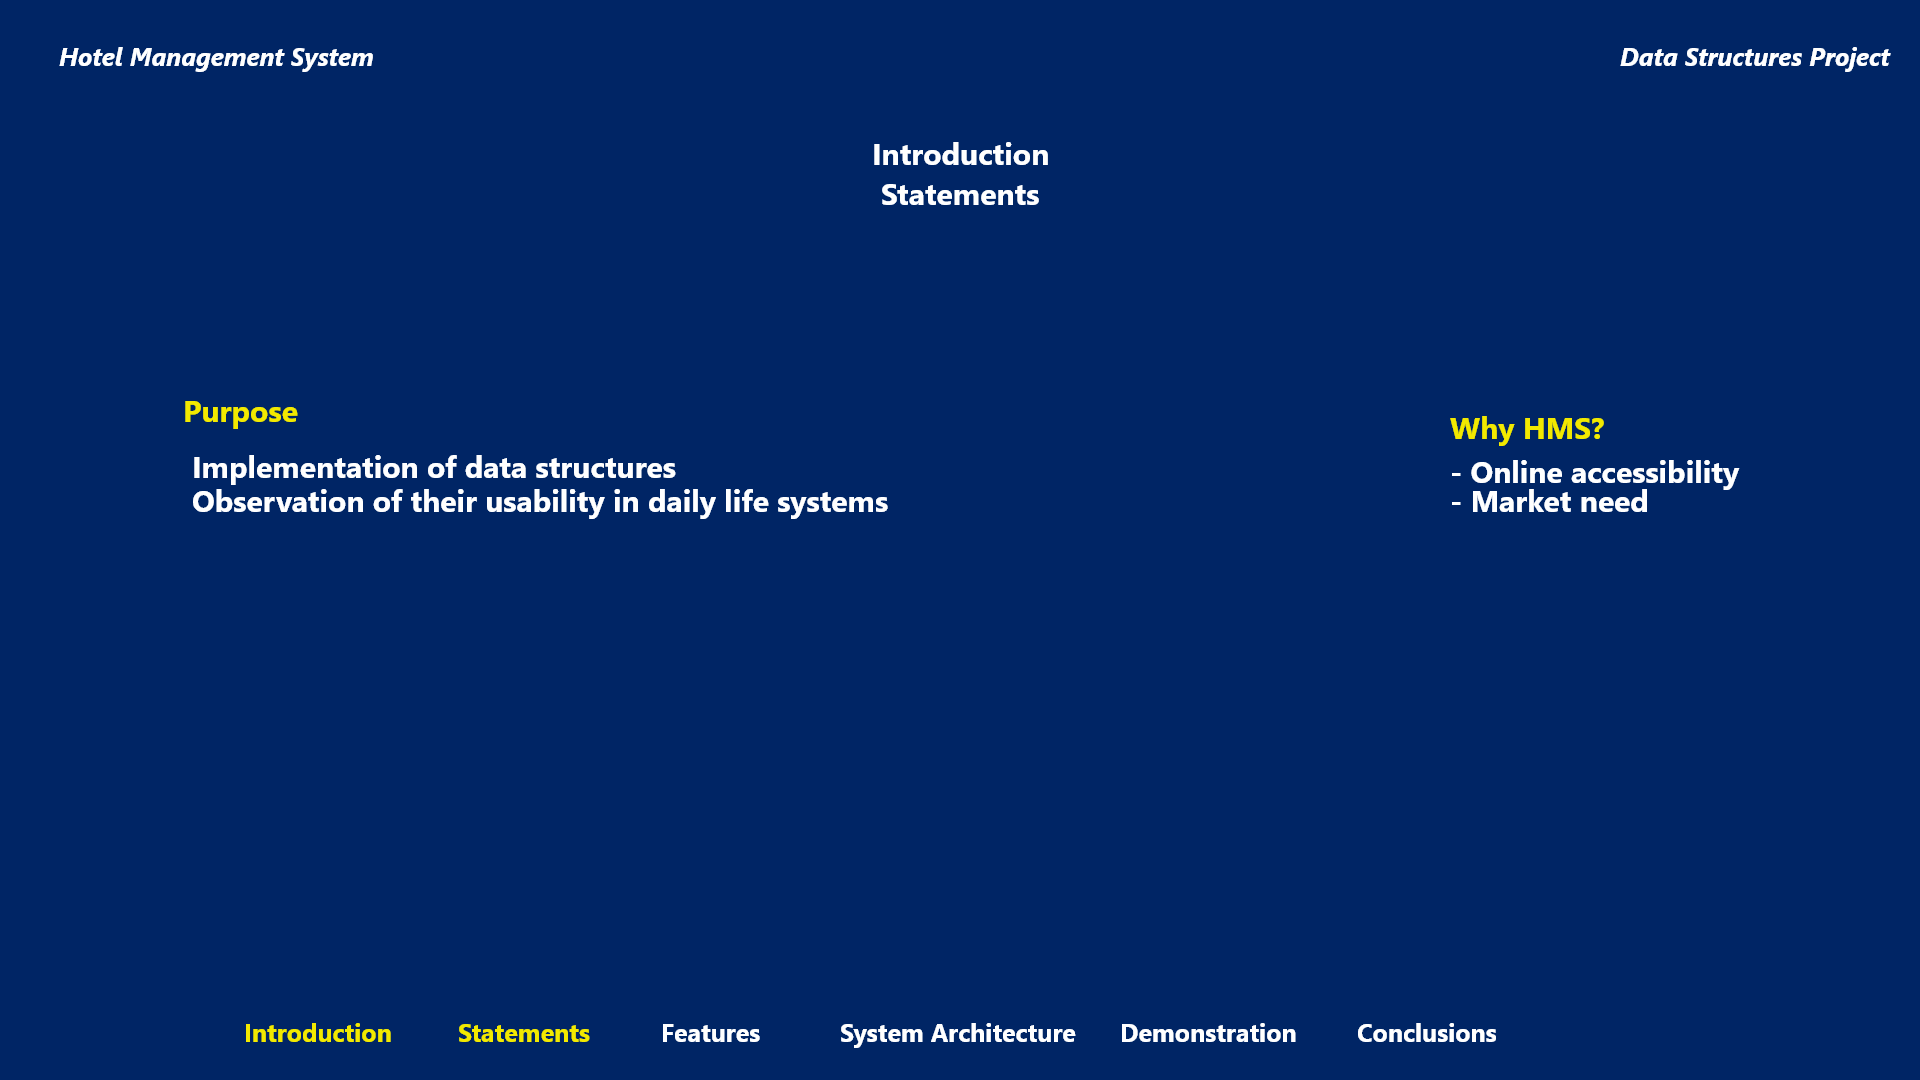 Hotel Management System
Data Structures Project
Introduction
Statements
Purpose
Implementation of data structures
Observation of their usability in daily life systems
Why HMS?
- Online accessibility
- Market need
Introduction
Statements
Features
System Architecture
Demonstration
Conclusions